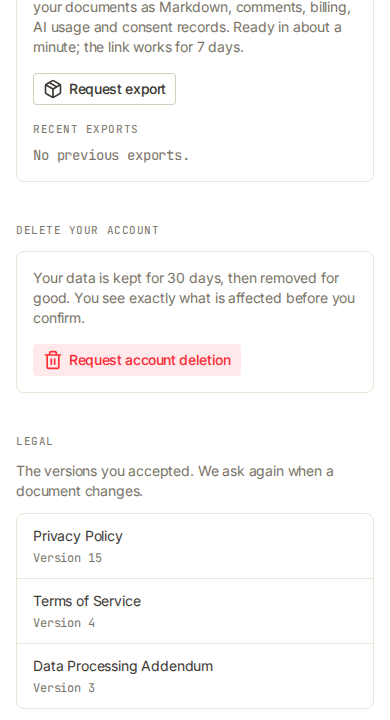 your documents as Markdown, comments, billing,
AI usage and consent records. Ready in about a
minute; the link works for 7 days.
Request export
RECENT EXPORTS
No previous exports.
DELETE YOUR ACCOUNT
Your data is kept for 30 days, then removed for
good. You see exactly what is affected before you
confirm.
Request account deletion
LEGAL
The versions you accepted. We ask again when a
document changes.
Privacy Policy
Version 15
Terms of Service
Version 4
Data Processing Addendum
Version 3